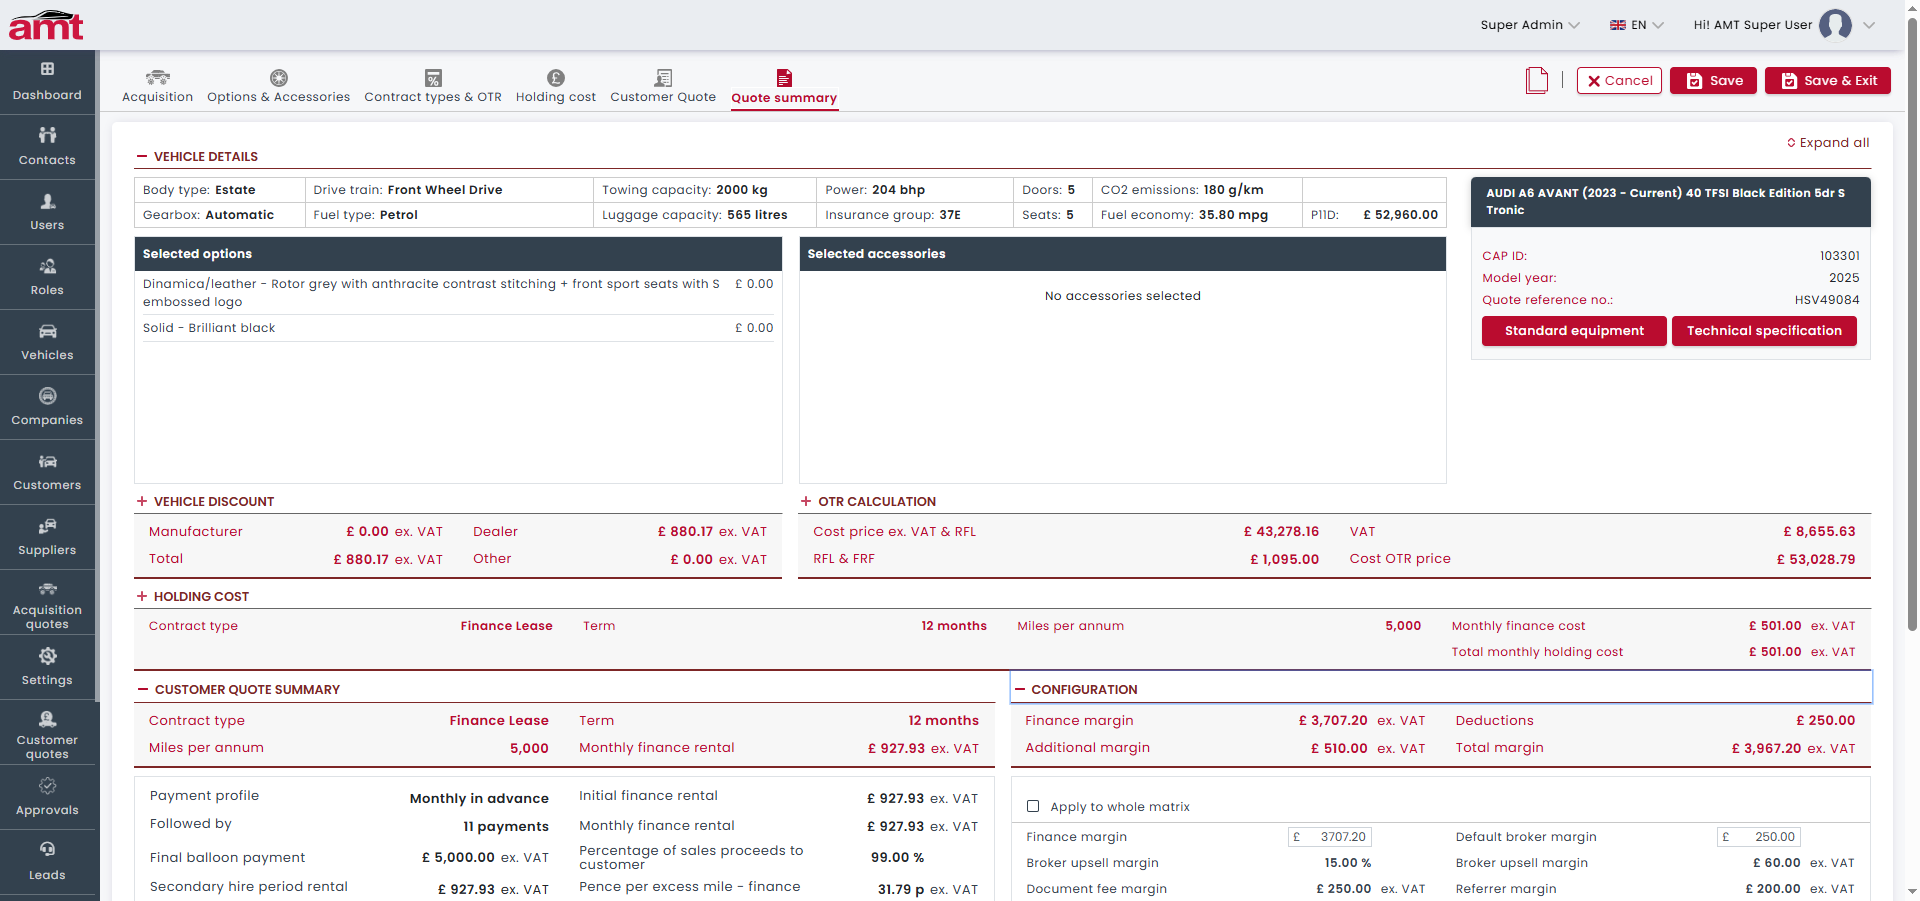 amt
Super Admin
EN
Hi! AMT Super User
Dashboard
Contacts
Users
Roles
Vehicles
Companies
Customers
Suppliers
Acquisition
quotes
Settings
Customer
quotes
Approvals
Leads
Acquisition
Options & Accessories
Contract types & OTR
Holding cost
Customer Quote
Quote summary
Cancel
Save
Save & Exit
Expand all
VEHICLE DETAILS
Body type: Estate
Drive train: Front Wheel Drive
Towing capacity: 2000 kg
Power: 204 bhp
Doors: 5
CO2 emissions: 180 g/km
Gearbox: Automatic
Fuel type: Petrol
Luggage capacity: 565 litres
Insurance group: 37E
Seats: 5
Fuel economy: 35.80 mpg
P11D: £ 52,960.00
AUDI A6 AVANT (2023 - Current) 40 TFSI Black Edition 5dr S
Tronic
CAP ID: 103301
Model year: 2025
Quote reference no.: HSV49084
Standard equipment
Technical specification
Selected options
Dinamica/leather - Rotor grey with anthracite contrast stitching + front sport seats with S £ 0.00
embossed logo
Solid - Brilliant black £ 0.00
Selected accessories
No accessories selected
VEHICLE DISCOUNT
Manufacturer £ 0.00 ex. VAT Dealer £ 880.17 ex. VAT
Total £ 880.17 ex. VAT Other £ 0.00 ex. VAT
OTR CALCULATION
Cost price ex. VAT & RFL £ 43,278.16 VAT £ 8,655.63
RFL & FRF £ 1,095.00 Cost OTR price £ 53,028.79
HOLDING COST
Contract type Finance Lease Term 12 months Miles per annum 5,000 Monthly finance cost £ 501.00 ex. VAT
Total monthly holding cost £ 501.00 ex. VAT
CUSTOMER QUOTE SUMMARY
Contract type Finance Lease Term 12 months
Miles per annum 5,000 Monthly finance rental £ 927.93 ex. VAT
Payment profile Monthly in advance Initial finance rental £ 927.93 ex. VAT
Followed by 11 payments Monthly finance rental £ 927.93 ex. VAT
Final balloon payment £ 5,000.00 ex. VAT Percentage of sales proceeds to
customer 99.00 %
Secondary hire period rental £ 927.93 ex. VAT Pence per excess mile - finance 31.79 p ex. VAT
CONFIGURATION
Finance margin £ 3,707.20 ex. VAT Deductions £ 250.00
Additional margin £ 510.00 ex. VAT Total margin £ 3,967.20 ex. VAT
Apply to whole matrix
Finance margin £ 3707.20 Default broker margin £ 250.00
Broker upsell margin 15.00 % Broker upsell margin £ 60.00 ex. VAT
Document fee margin £ 250.00 ex. VAT Referrer margin £ 200.00 ex. VAT